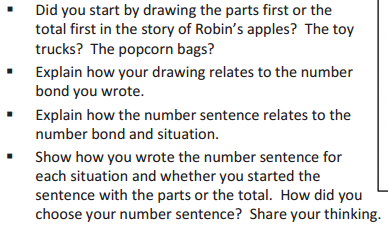 ▪ Did you start by drawing the parts first or the
total first in the story of Robin's apples?  The toy
trucks?  The popcorn bags?
▪ Explain how your drawing relates to the number
bond you wrote.
▪ Explain how the number sentence relates to the
number bond and situation.
▪ Show how you wrote the number sentence for
each situation and whether you started the
sentence with the parts or the total.  How did you
choose your number sentence?  Share your thinking.